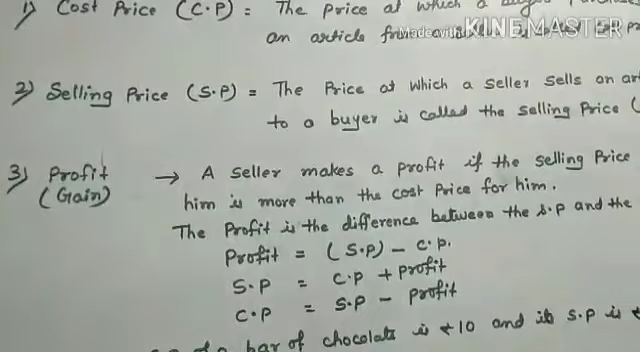 1) Cost Price (C.P) = The price at which a
an article from a
Made with KINEMASTER
2) Selling Price (S.P) = The Price at which a seller sells an
to a buyer is called the selling Price (
3) Profit → A seller makes a profit if the selling Price
(Gain) him is more than the cost Price for him.
The Profit is the difference between the s.p and the
Profit = (S.P) - C.P.
S.P = C.P + profit
C.P = S.P - profit
bar of chocolate is ₹10 and its S.P is ₹